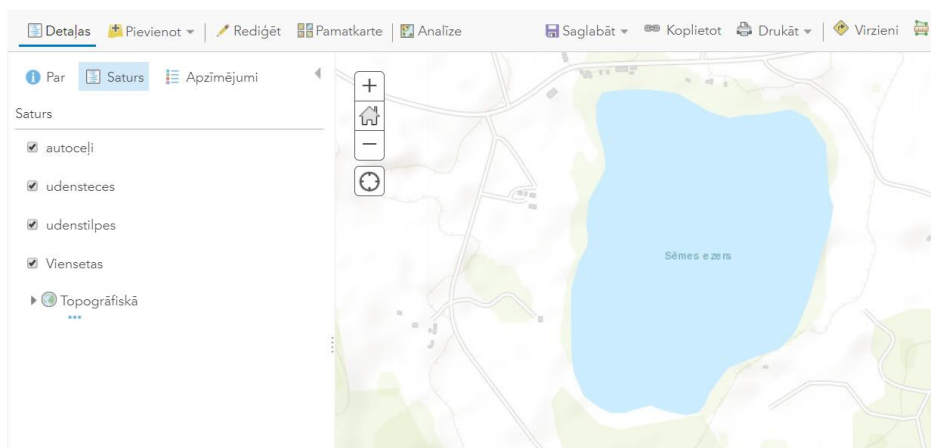 Detaļas Pievienot Rediģēt Pamatkarte Analīze Saglabāt Koplietot Drukāt Virzieni
Par Saturs Apzīmējumi
Saturs
autoceļi
udensteces
udenstilpes
Viensetas
Topogrāfiskā
Sēmes ezers